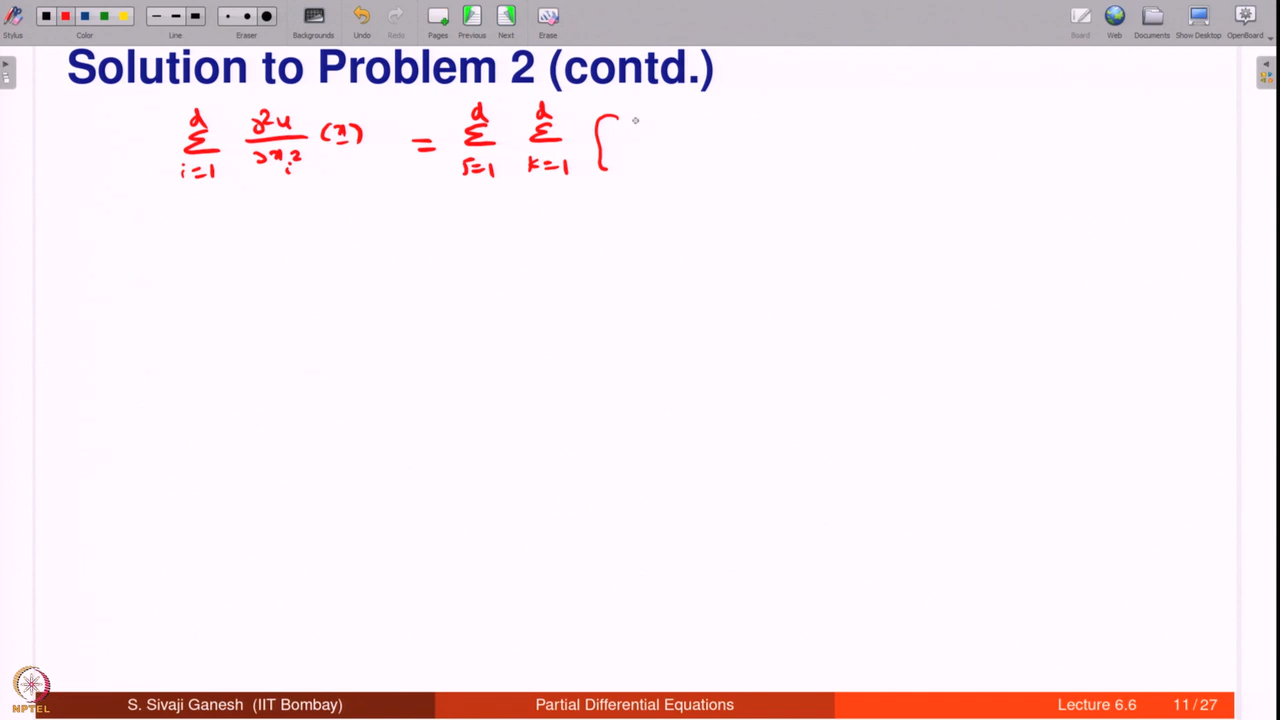 Stylus Color Line Eraser Backgrounds Undo Redo Pages Previous Next Erase Board Web Documents Show Desktop OpenBoard
Solution to Problem 2 (contd.)
∑_{i=1}^{d} ∂²u/∂x_i² (x) = ∑_{s=1}^{d} ∑_{k=1}^{d} [
NPTEL
S. Sivaji Ganesh (IIT Bombay) Partial Differential Equations Lecture 6.6 11 / 27